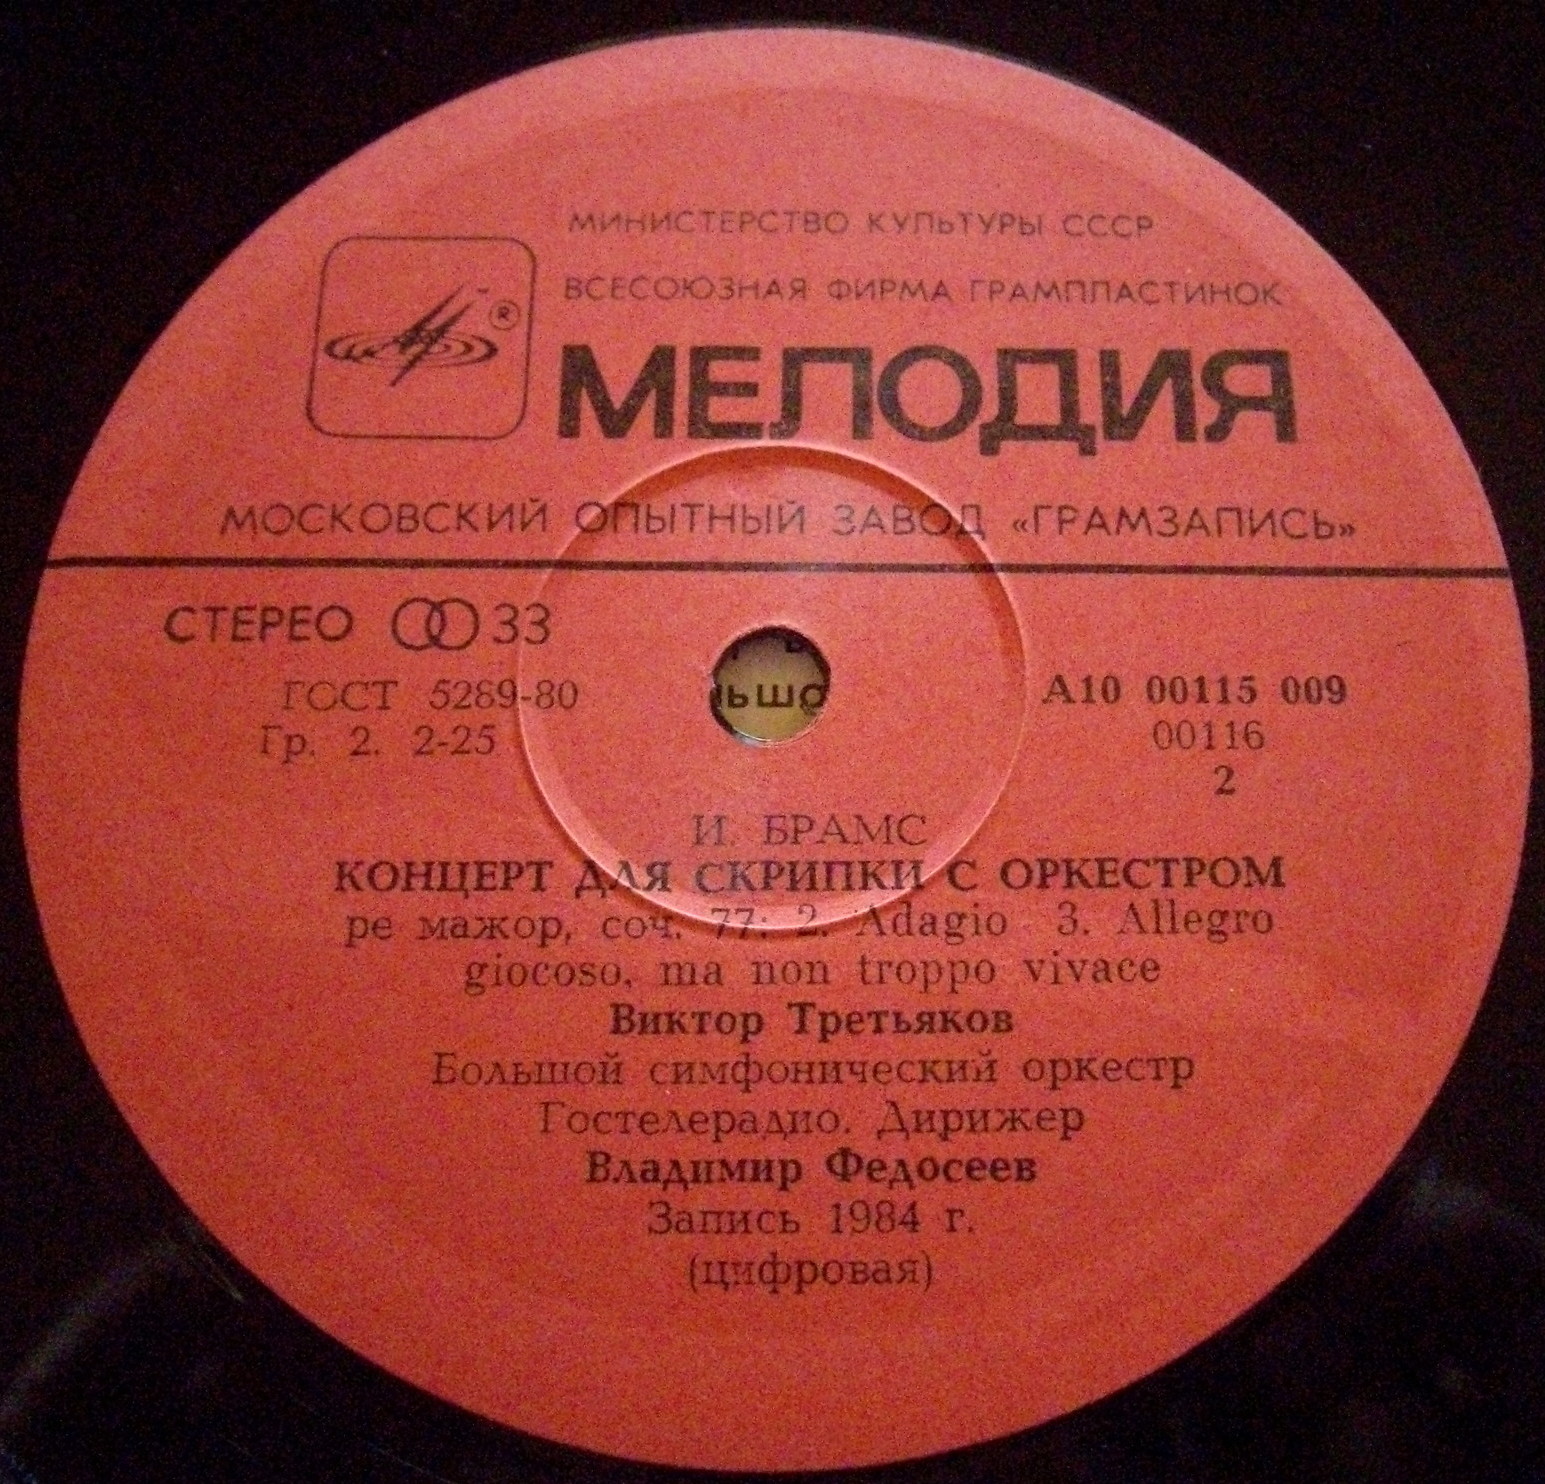 МИНИСТЕРСТВО КУЛЬТУРЫ СССР
ВСЕСОЮЗНАЯ ФИРМА ГРАМПЛАСТИНОК
®
МЕЛОДИЯ
МОСКОВСКИЙ ОПЫТНЫЙ ЗАВОД «ГРАМЗАПИСЬ»
СТЕРЕО 33
ГОСТ 5289-80
Гр. 2. 2-25
А10 00115 009
00116
2
И. БРАМС
КОНЦЕРТ ДЛЯ СКРИПКИ С ОРКЕСТРОМ
ре мажор, соч. 77: 2. Adagio 3. Allegro
giocoso, ma non troppo vivace
Виктор Третьяков
Большой симфонический оркестр
Гостелерадио. Дирижер
Владимир Федосеев
Запись 1984 г.
(цифровая)